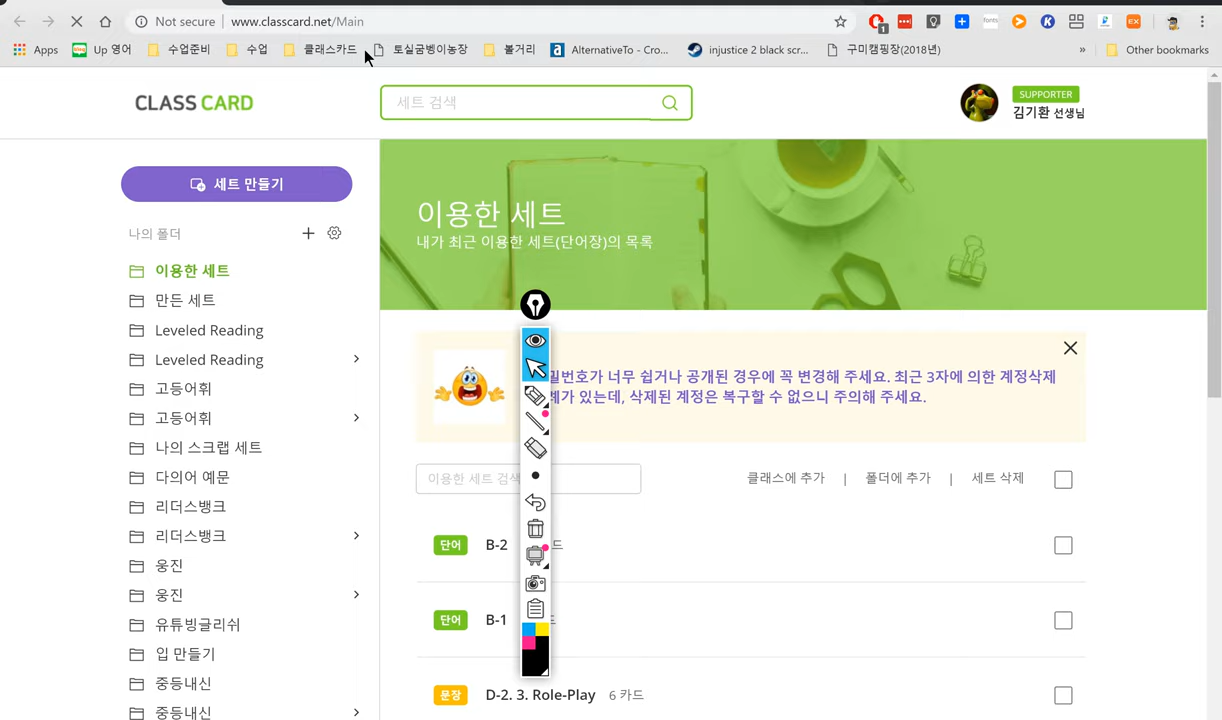 Not secure | www.classcard.net/Main
1
fonts
K
P
EX
Apps
blog Up 영어
수업준비
수업
클래스카드
토실굼벵이농장
볼거리
a AlternativeTo - Cro...
injustice 2 black scr...
구미캠핑장(2018년)
»
Other bookmarks
CLASS CARD
세트 검색
SUPPORTER
김기환 선생님
세트 만들기
나의 폴더
이용한 세트
만든 세트
Leveled Reading
Leveled Reading
고등어휘
고등어휘
나의 스크랩 세트
다의어 예문
리더스뱅크
리더스뱅크
웅진
웅진
유튜빙글리쉬
입 만들기
중등내신
중등내신
이용한 세트
내가 최근 이용한 세트(단어장)의 목록
밀번호가 너무 쉽거나 공개된 경우에 꼭 변경해 주세요. 최근 3자에 의한 계정삭제
례가 있는데, 삭제된 계정은 복구할 수 없으니 주의해 주세요.
이용한 세트 검색
클래스에 추가 | 폴더에 추가 | 세트 삭제
단어 B-2 드
단어 B-1 드
문장 D-2. 3. Role-Play 6 카드